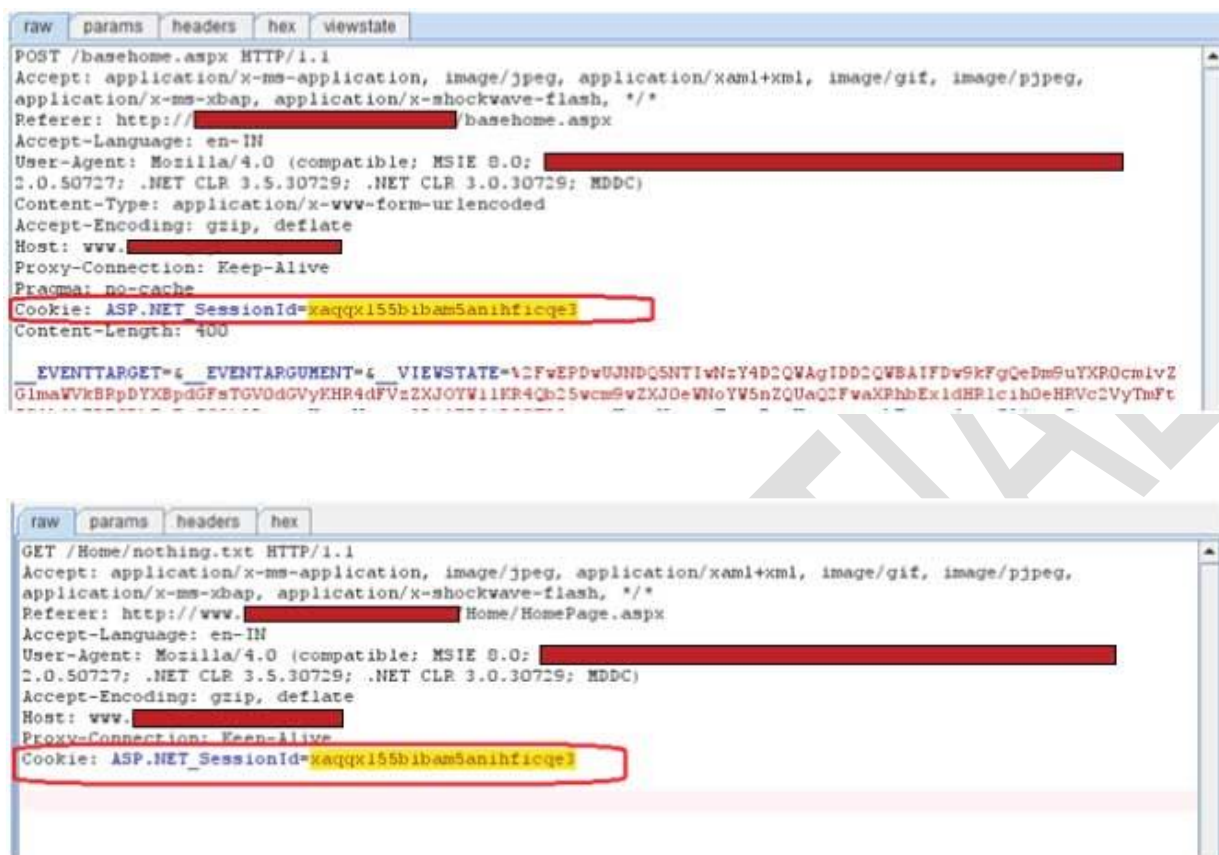 raw params headers hex viewstate
POST /basehome.aspx HTTP/1.1
Accept: application/x-ms-application, image/jpeg, application/xaml+xml, image/gif, image/pjpeg,
application/x-ms-xbap, application/x-shockwave-flash, */*
Referer: http:// /basehome.aspx
Accept-Language: en-IN
User-Agent: Mozilla/4.0 (compatible; MSIE 8.0;
2.0.50727; .NET CLR 3.5.30729; .NET CLR 3.0.30729; MDDC)
Content-Type: application/x-www-form-urlencoded
Accept-Encoding: gzip, deflate
Host: www.
Proxy-Connection: Keep-Alive
Pragma: no-cache
Cookie: ASP.NET_SessionId=xaqqx155bibam5anihficqe3
Content-Length: 400
__EVENTTARGET=&__EVENTARGUMENT=&__VIEWSTATE=
raw params headers hex
GET /Home/nothing.txt HTTP/1.1
Accept: application/x-ms-application, image/jpeg, application/xaml+xml, image/gif, image/pjpeg,
application/x-ms-xbap, application/x-shockwave-flash, */*
Referer: http://www. /Home/HomePage.aspx
Accept-Language: en-IN
User-Agent: Mozilla/4.0 (compatible; MSIE 8.0;
2.0.50727; .NET CLR 3.5.30729; .NET CLR 3.0.30729; MDDC)
Accept-Encoding: gzip, deflate
Host: www.
Proxy-Connection: Keep-Alive
Cookie: ASP.NET_SessionId=xaqqx155bibam5anihficqe3